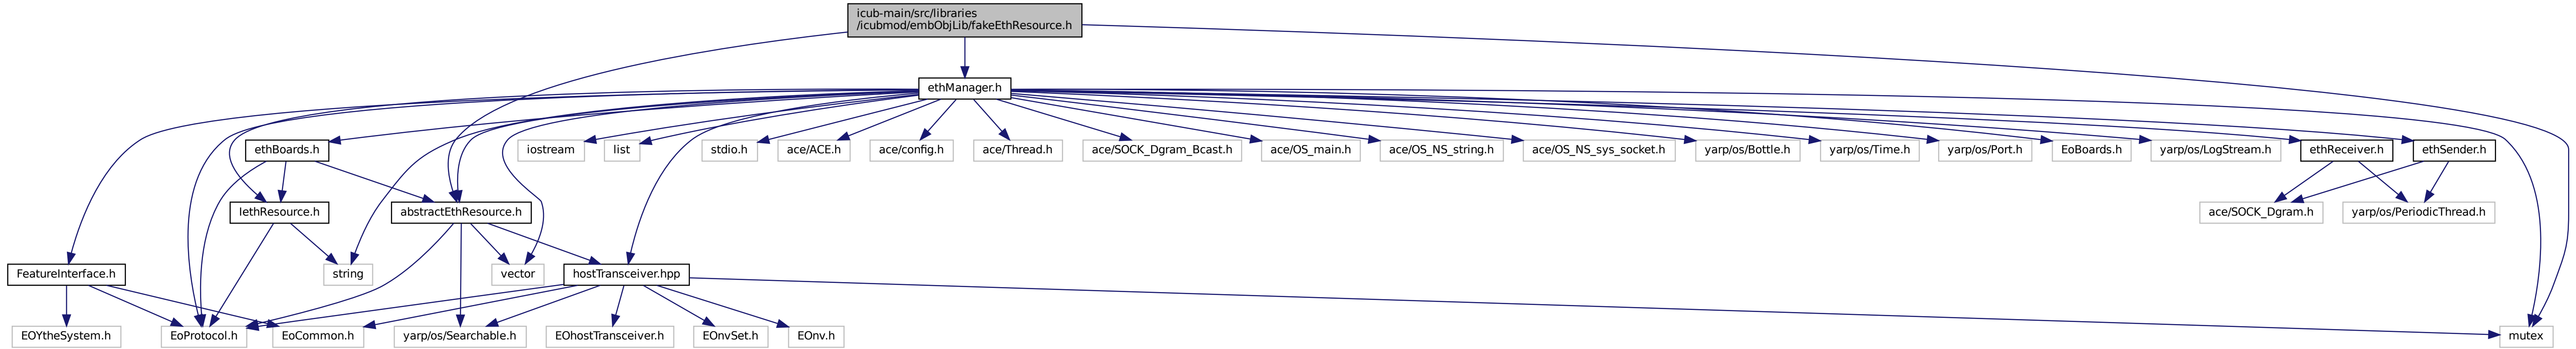 icub-main/src/libraries
/icubmod/embObjLib/fakeEthResource.h
ethManager.h
ethBoards.h
iostream
list
stdio.h
ace/ACE.h
ace/config.h
ace/Thread.h
ace/SOCK_Dgram_Bcast.h
ace/OS_main.h
ace/OS_NS_string.h
ace/OS_NS_sys_socket.h
yarp/os/Bottle.h
yarp/os/Time.h
yarp/os/Port.h
EoBoards.h
yarp/os/LogStream.h
ethReceiver.h
ethSender.h
IethResource.h
abstractEthResource.h
ace/SOCK_Dgram.h
yarp/os/PeriodicThread.h
FeatureInterface.h
string
vector
hostTransceiver.hpp
EOYtheSystem.h
EoProtocol.h
EoCommon.h
yarp/os/Searchable.h
EOhostTransceiver.h
EOnvSet.h
EOnv.h
mutex